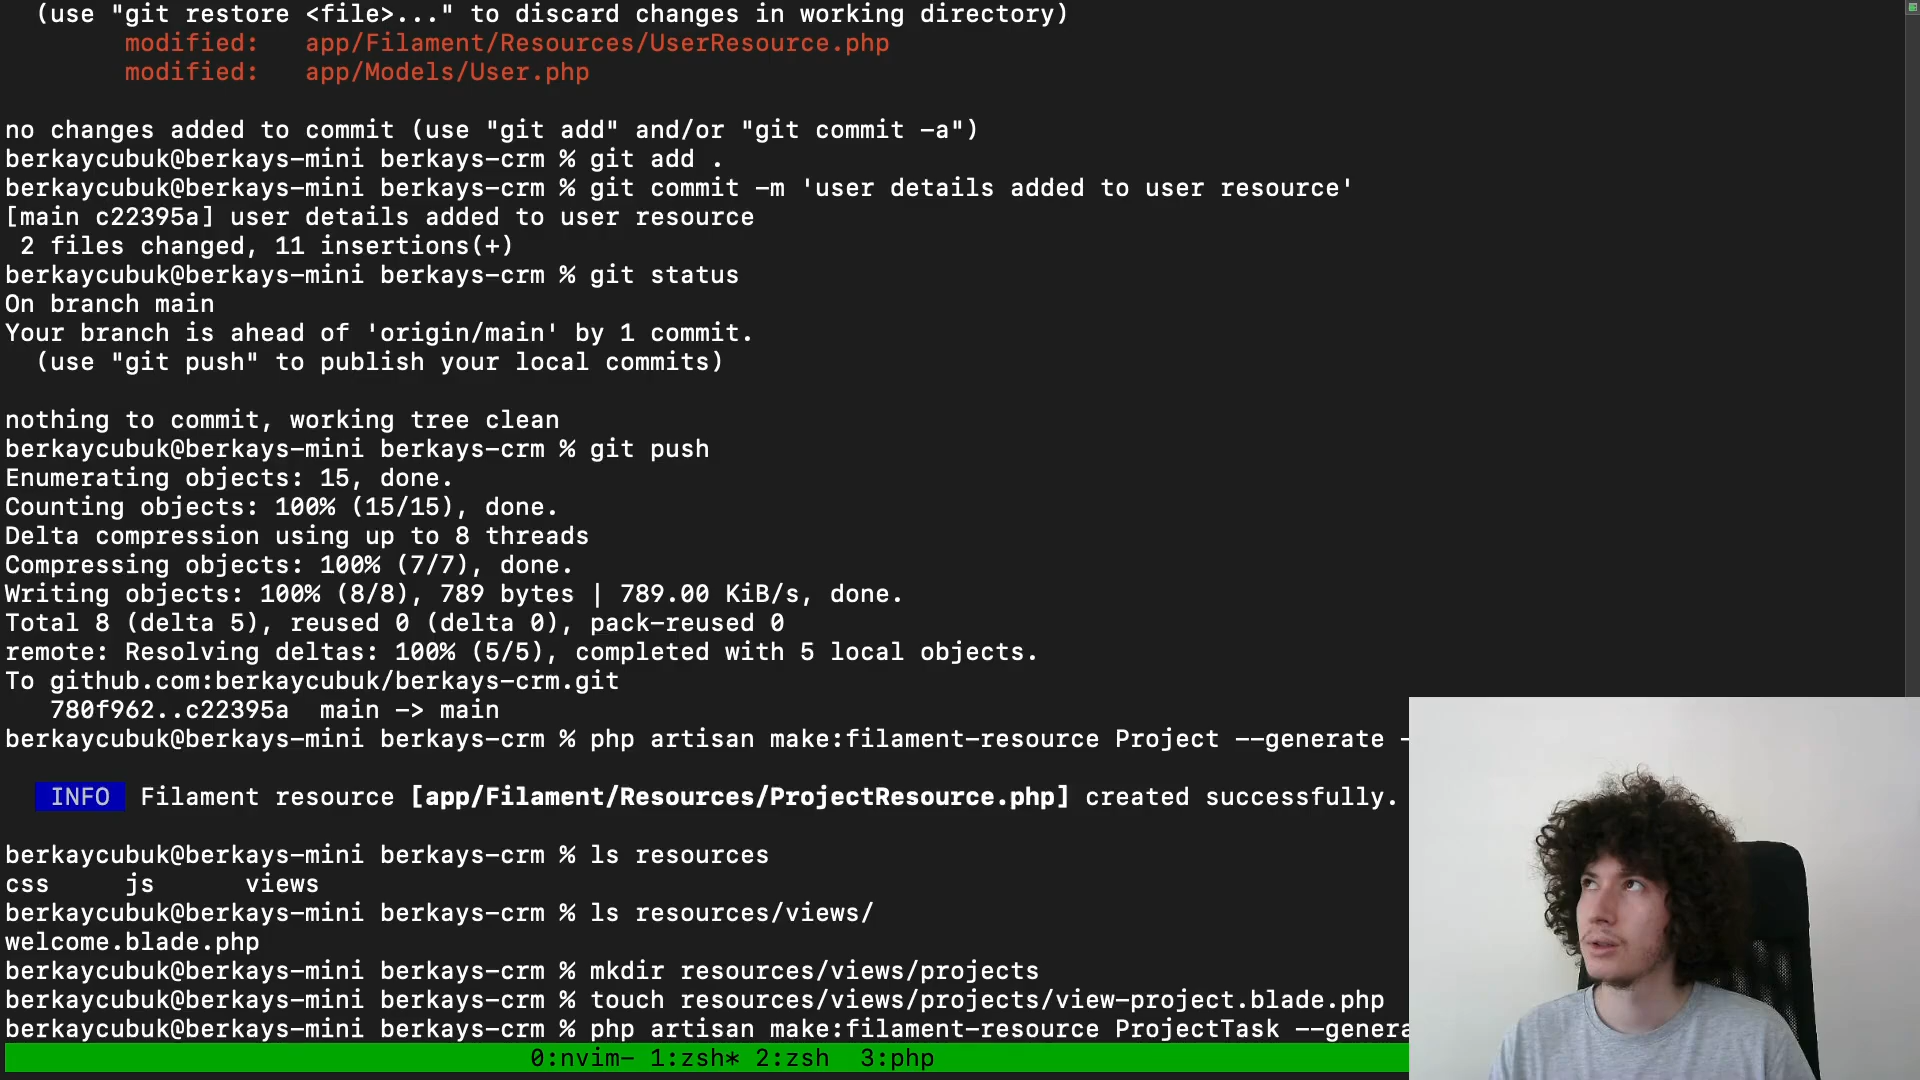 (use "git restore <file>..." to discard changes in working directory)
modified:   app/Filament/Resources/UserResource.php
modified:   app/Models/User.php
no changes added to commit (use "git add" and/or "git commit -a")
berkaycubuk@berkays-mini berkays-crm % git add .
berkaycubuk@berkays-mini berkays-crm % git commit -m 'user details added to user resource'
[main c22395a] user details added to user resource
2 files changed, 11 insertions(+)
berkaycubuk@berkays-mini berkays-crm % git status
On branch main
Your branch is ahead of 'origin/main' by 1 commit.
(use "git push" to publish your local commits)
nothing to commit, working tree clean
berkaycubuk@berkays-mini berkays-crm % git push
Enumerating objects: 15, done.
Counting objects: 100% (15/15), done.
Delta compression using up to 8 threads
Compressing objects: 100% (7/7), done.
Writing objects: 100% (8/8), 789 bytes | 789.00 KiB/s, done.
Total 8 (delta 5), reused 0 (delta 0), pack-reused 0
remote: Resolving deltas: 100% (5/5), completed with 5 local objects.
To github.com:berkaycubuk/berkays-crm.git
780f962..c22395a  main -> main
berkaycubuk@berkays-mini berkays-crm % php artisan make:filament-resource Project --generate -
INFO  Filament resource [app/Filament/Resources/ProjectResource.php] created successfully.
berkaycubuk@berkays-mini berkays-crm % ls resources
css     js      views
berkaycubuk@berkays-mini berkays-crm % ls resources/views/
welcome.blade.php
berkaycubuk@berkays-mini berkays-crm % mkdir resources/views/projects
berkaycubuk@berkays-mini berkays-crm % touch resources/views/projects/view-project.blade.php
berkaycubuk@berkays-mini berkays-crm % php artisan make:filament-resource ProjectTask --genera
0:nvim- 1:zsh* 2:zsh  3:php